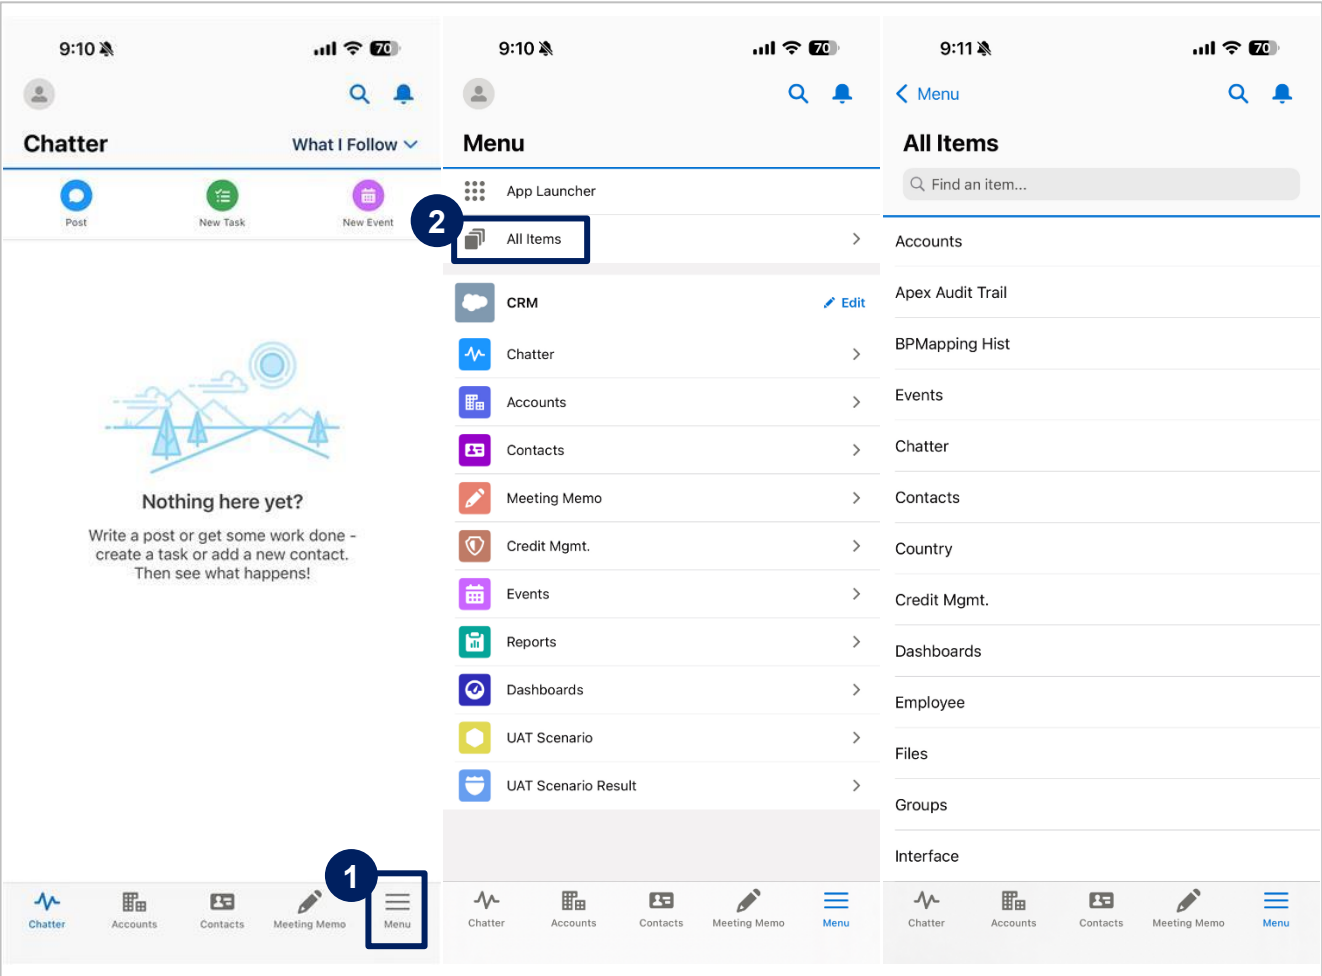 9:10
70
Chatter
What I Follow
Post
New Task
New Event
Nothing here yet?
Write a post or get some work done -
create a task or add a new contact.
Then see what happens!
1
Chatter
Accounts
Contacts
Meeting Memo
Menu
9:10
70
Menu
App Launcher
2
All Items
CRM
Edit
Chatter
Accounts
Contacts
Meeting Memo
Credit Mgmt.
Events
Reports
Dashboards
UAT Scenario
UAT Scenario Result
Chatter
Accounts
Contacts
Meeting Memo
Menu
9:11
70
Menu
All Items
Find an item...
Accounts
Apex Audit Trail
BPMapping Hist
Events
Chatter
Contacts
Country
Credit Mgmt.
Dashboards
Employee
Files
Groups
Interface
Chatter
Accounts
Contacts
Meeting Memo
Menu